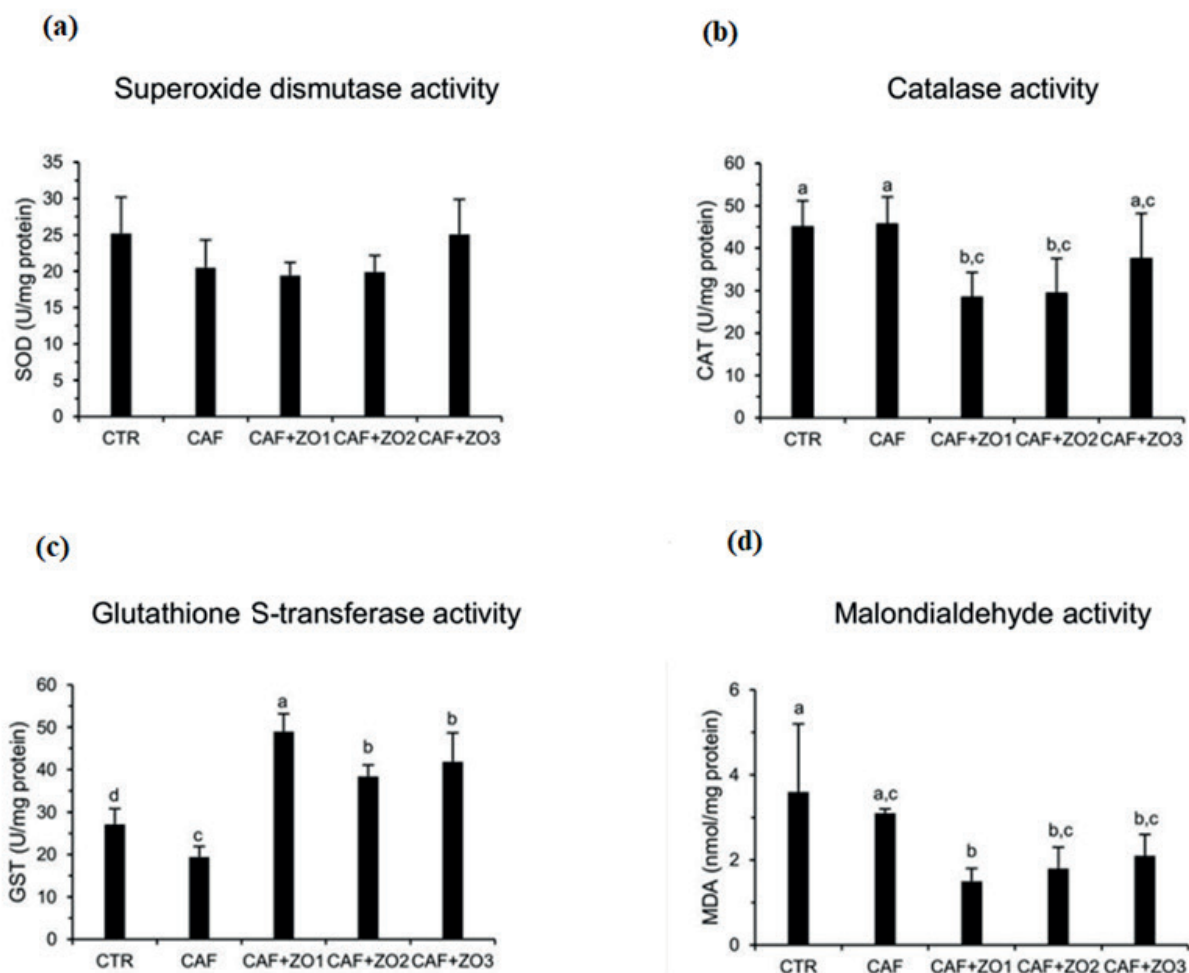 (a)
Superoxide dismutase activity
SOD (U/mg protein)
35
30
25
20
15
10
5
0
CTR CAF CAF+ZO1 CAF+ZO2 CAF+ZO3
(b)
Catalase activity
CAT (U/mg protein)
60
50
40
30
20
10
0
a a b,c b,c a,c
CTR CAF CAF+ZO1 CAF+ZO2 CAF+ZO3
(c)
Glutathione S-transferase activity
GST (U/mg protein)
60
50
40
30
20
10
0
d c a b b
CTR CAF CAF+ZO1 CAF+ZO2 CAF+ZO3
(d)
Malondialdehyde activity
MDA (nmol/mg protein)
6
4
2
0
a a,c b b,c b,c
CTR CAF CAF+ZO1 CAF+ZO2 CAF+ZO3